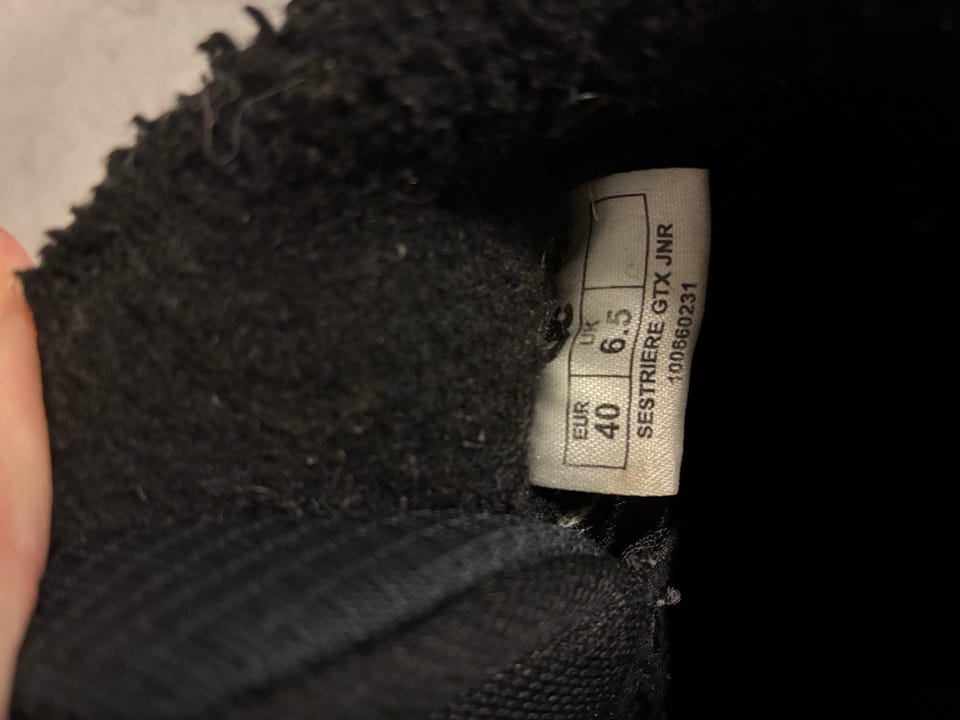 EUR UK
40 6.5
SESTRIERE GTX JNR
100660231